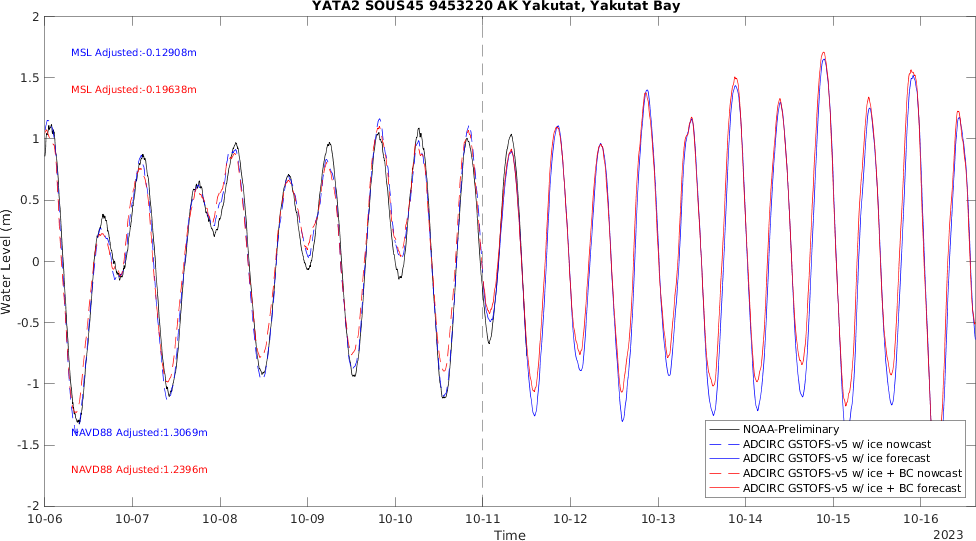 YATA2 SOUS45 9453220 AK Yakutat, Yakutat Bay
2
1.5
1
0.5
0
-0.5
-1
-1.5
-2
Water Level (m)
MSL Adjusted:-0.12908m
MSL Adjusted:-0.19638m
NAVD88 Adjusted:1.3069m
NAVD88 Adjusted:1.2396m
NOAA-Preliminary
ADCIRC GSTOFS-v5 w/ ice nowcast
ADCIRC GSTOFS-v5 w/ ice forecast
ADCIRC GSTOFS-v5 w/ ice + BC nowcast
ADCIRC GSTOFS-v5 w/ ice + BC forecast
10-06 10-07 10-08 10-09 10-10 10-11 10-12 10-13 10-14 10-15 10-16
Time
2023